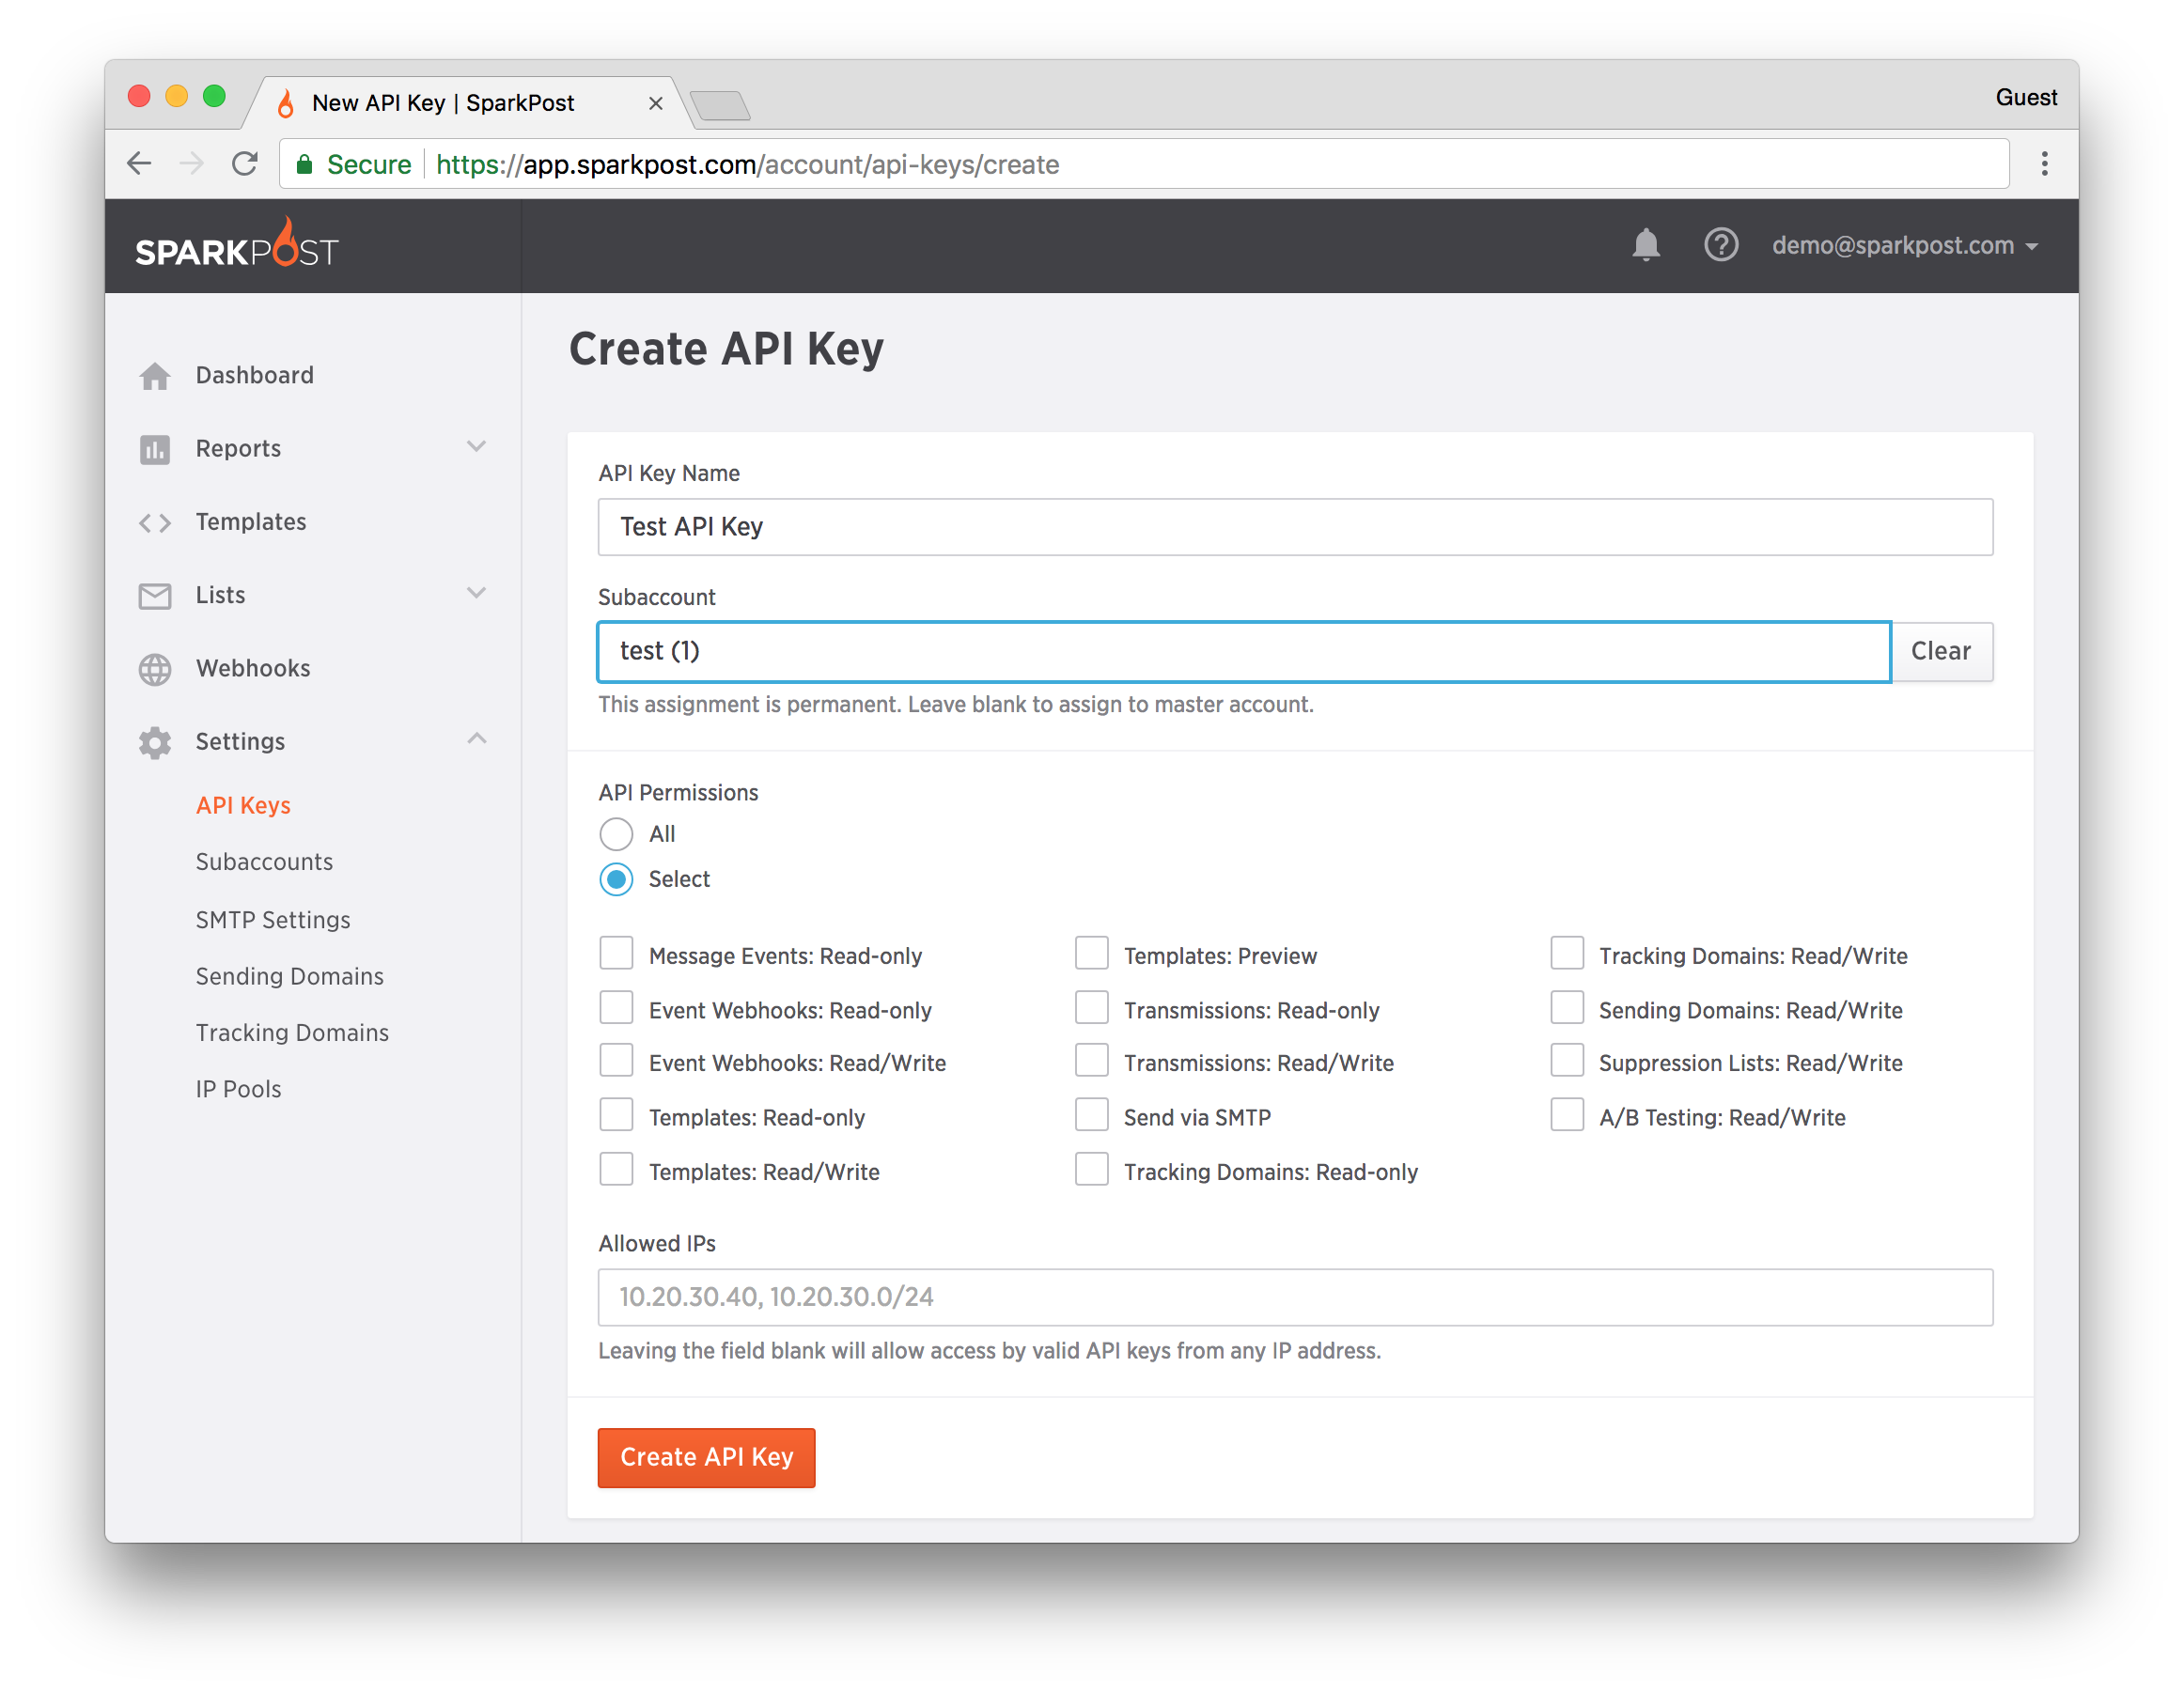 New API Key | SparkPost
Guest
Secure
https://app.sparkpost.com/account/api-keys/create
SPARKPOST
demo@sparkpost.com
Dashboard
Reports
Templates
Lists
Webhooks
Settings
API Keys
Subaccounts
SMTP Settings
Sending Domains
Tracking Domains
IP Pools
Create API Key
API Key Name
Test API Key
Subaccount
test (1)
Clear
This assignment is permanent. Leave blank to assign to master account.
API Permissions
All
Select
Message Events: Read-only
Event Webhooks: Read-only
Event Webhooks: Read/Write
Templates: Read-only
Templates: Read/Write
Templates: Preview
Transmissions: Read-only
Transmissions: Read/Write
Send via SMTP
Tracking Domains: Read-only
Tracking Domains: Read/Write
Sending Domains: Read/Write
Suppression Lists: Read/Write
A/B Testing: Read/Write
Allowed IPs
10.20.30.40, 10.20.30.0/24
Leaving the field blank will allow access by valid API keys from any IP address.
Create API Key